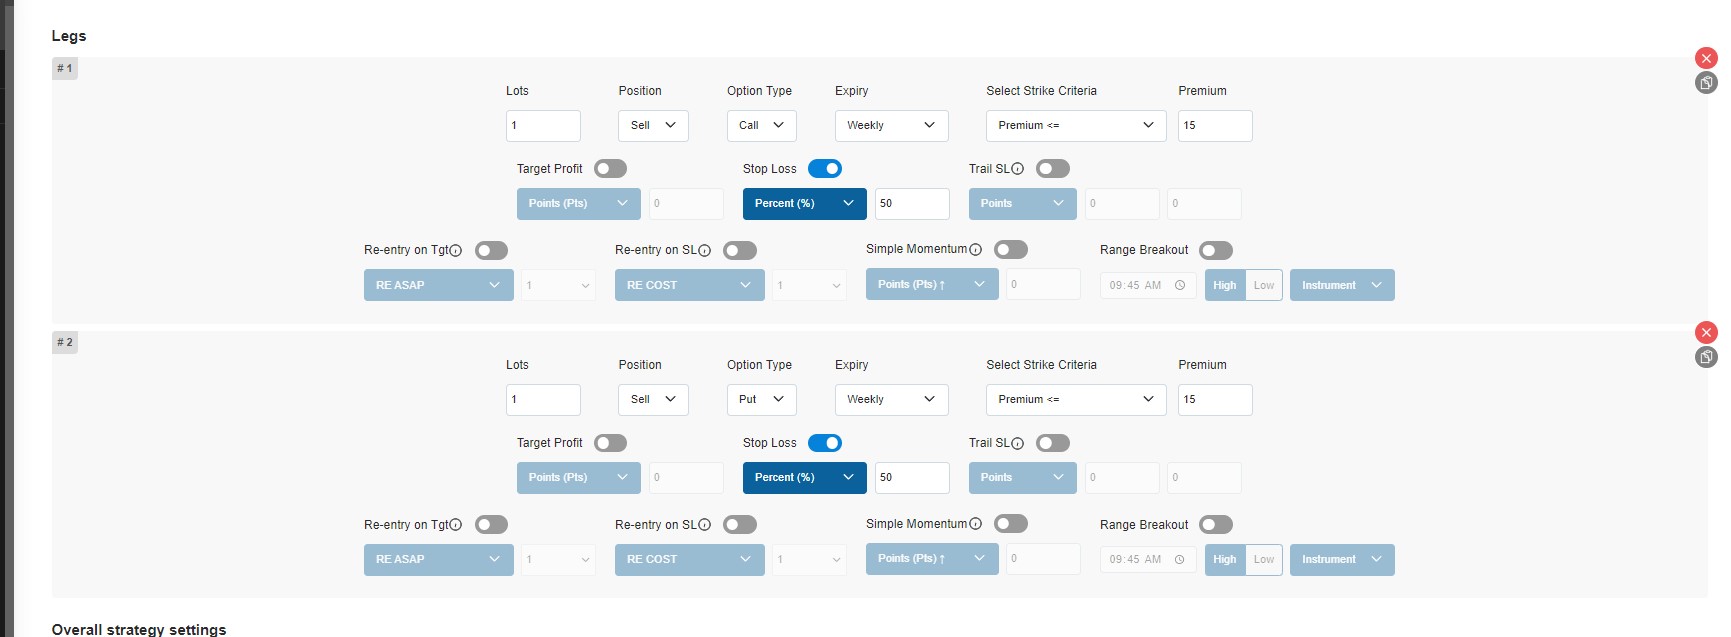 Legs
# 1
Lots Position Option Type Expiry Select Strike Criteria Premium
1 Sell Call Weekly Premium <= 15
Target Profit Stop Loss Trail SL
Points (Pts) 0 Percent (%) 50 Points 0 0
Re-entry on Tgt Re-entry on SL Simple Momentum Range Breakout
RE ASAP 1 RE COST 1 Points (Pts) ↑ 0 09:45 AM High Low Instrument
# 2
Lots Position Option Type Expiry Select Strike Criteria Premium
1 Sell Put Weekly Premium <= 15
Target Profit Stop Loss Trail SL
Points (Pts) 0 Percent (%) 50 Points 0 0
Re-entry on Tgt Re-entry on SL Simple Momentum Range Breakout
RE ASAP 1 RE COST 1 Points (Pts) ↑ 0 09:45 AM High Low Instrument
Overall strategy settings